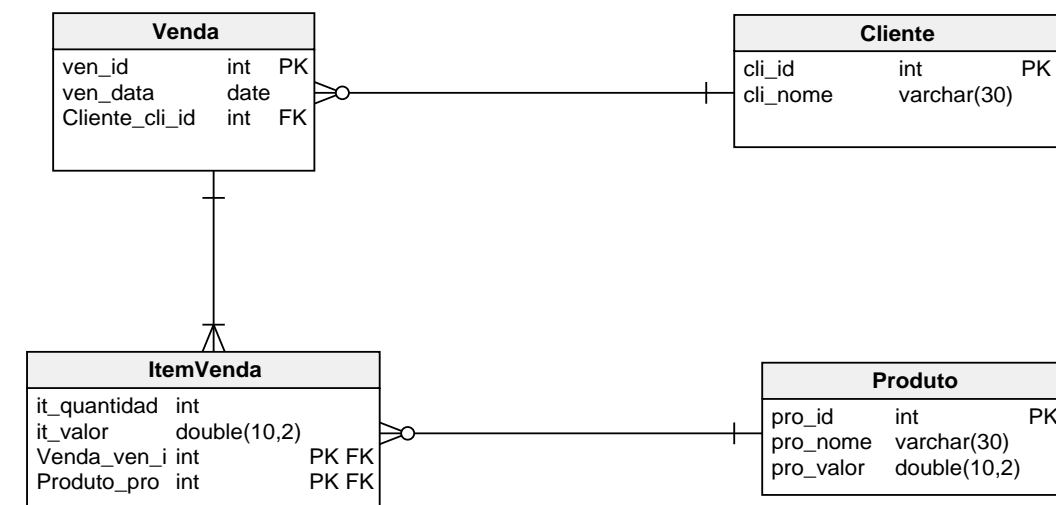 Venda
ven_id int PK
ven_data date
Cliente_cli_id int FK
Cliente
cli_id int PK
cli_nome varchar(30)
ItemVenda
it_quantidad int
it_valor double(10,2)
Venda_ven_i int PK FK
Produto_pro int PK FK
Produto
pro_id int PK
pro_nome varchar(30)
pro_valor double(10,2)